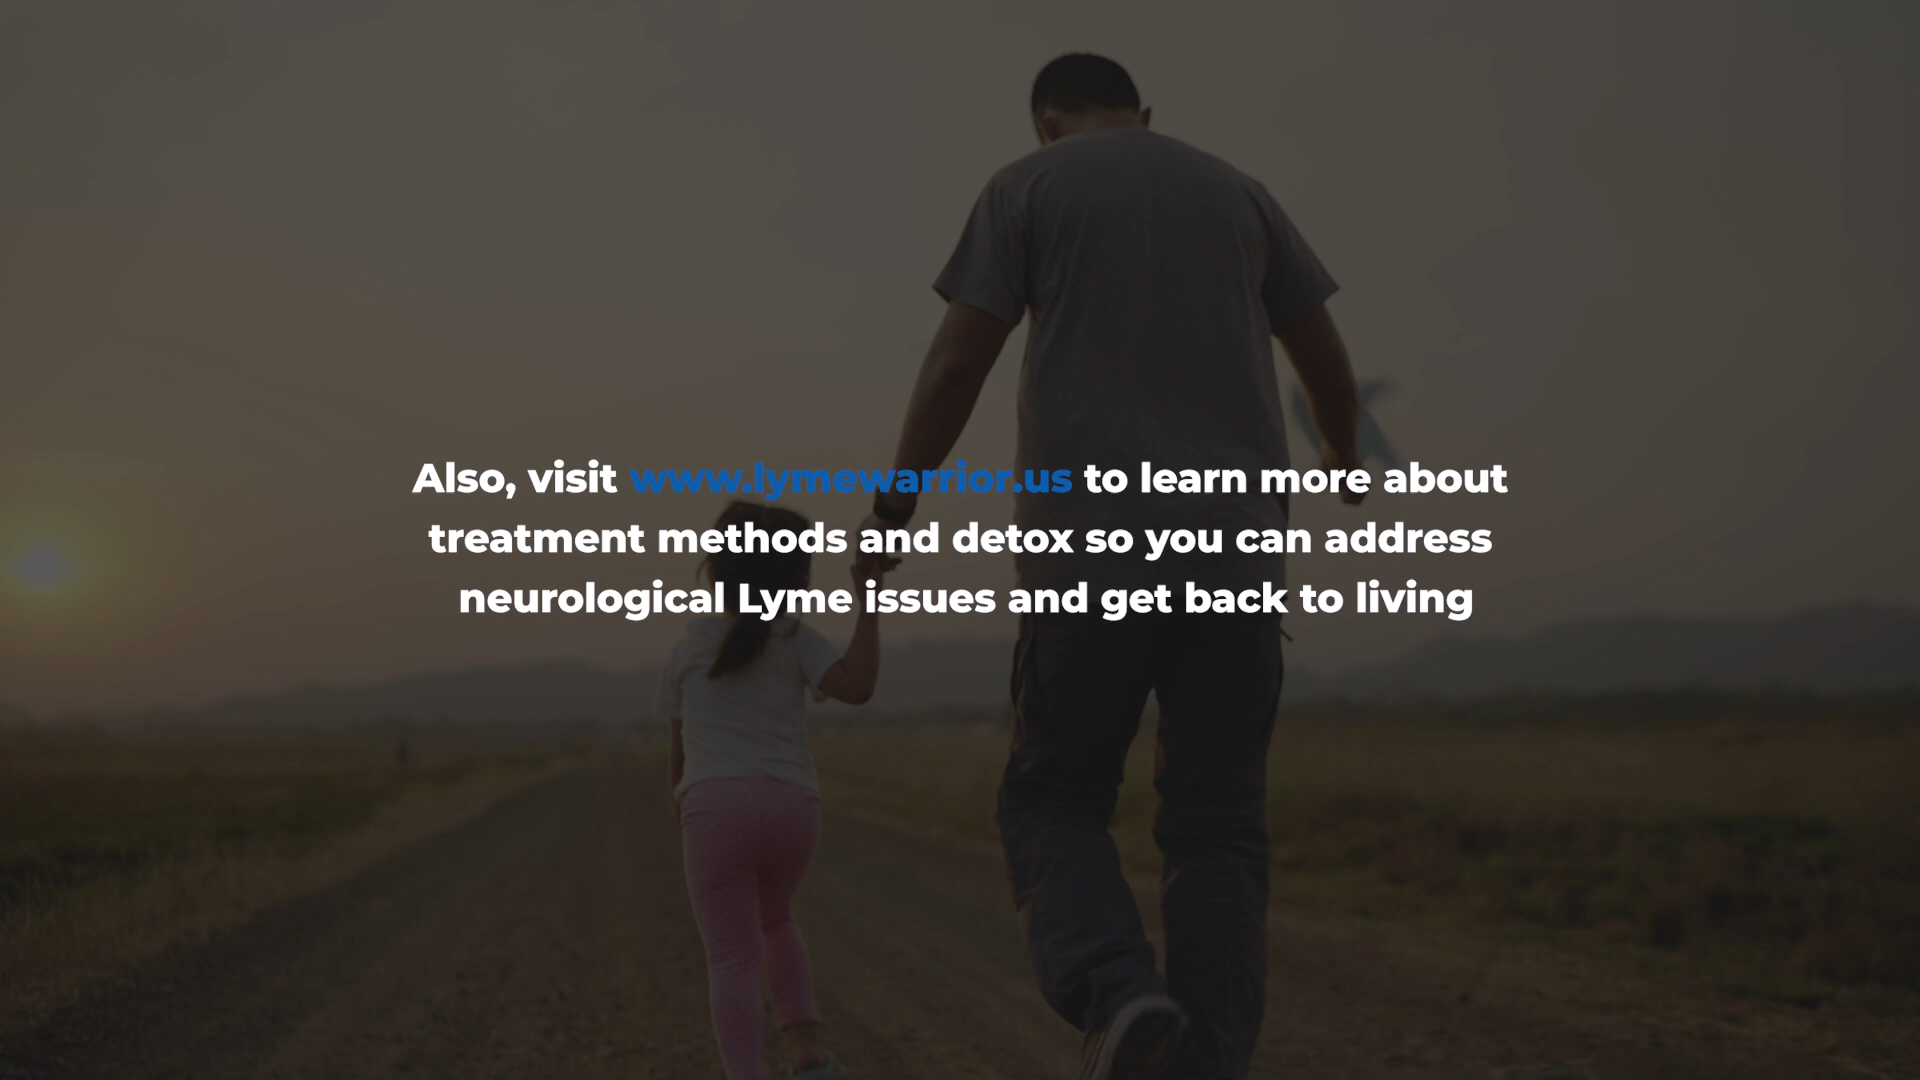 Also, visit www.lymewarrior.us to learn more about
treatment methods and detox so you can address
neurological Lyme issues and get back to living